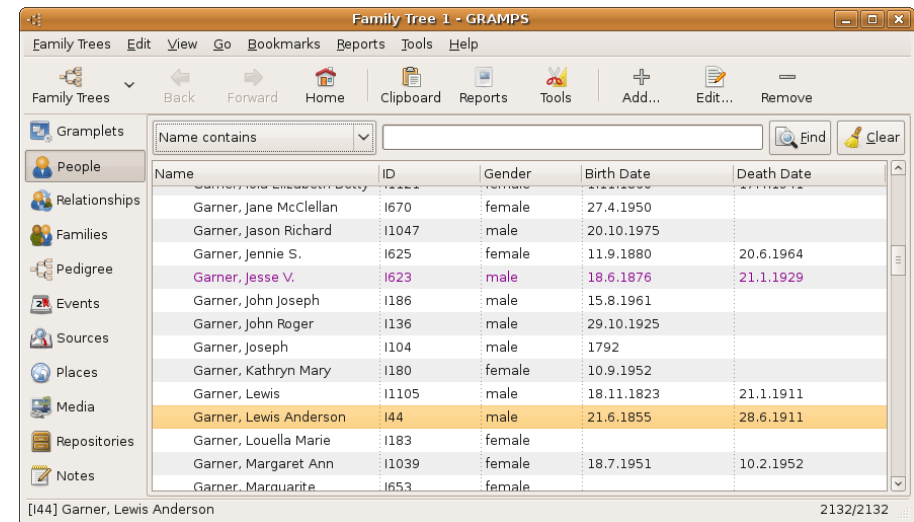 Family Tree 1 - GRAMPS
Family Trees Edit View Go Bookmarks Reports Tools Help
Family Trees Back Forward Home Clipboard Reports Tools Add... Edit... Remove
Gramplets
People
Relationships
Families
Pedigree
Events
Sources
Places
Media
Repositories
Notes
Name contains Find Clear
Name ID Gender Birth Date Death Date
Garner, Jane McClellan I670 female 27.4.1950
Garner, Jason Richard I1047 male 20.10.1975
Garner, Jennie S. I625 female 11.9.1880 20.6.1964
Garner, Jesse V. I623 male 18.6.1876 21.1.1929
Garner, John Joseph I186 male 15.8.1961
Garner, John Roger I136 male 29.10.1925
Garner, Joseph I104 male 1792
Garner, Kathryn Mary I180 female 10.9.1952
Garner, Lewis I1105 male 18.11.1823 21.1.1911
Garner, Lewis Anderson I44 male 21.6.1855 28.6.1911
Garner, Louella Marie I183 female
Garner, Margaret Ann I1039 female 18.7.1951 10.2.1952
Garner, Marguarite I653 female
[I44] Garner, Lewis Anderson 2132/2132